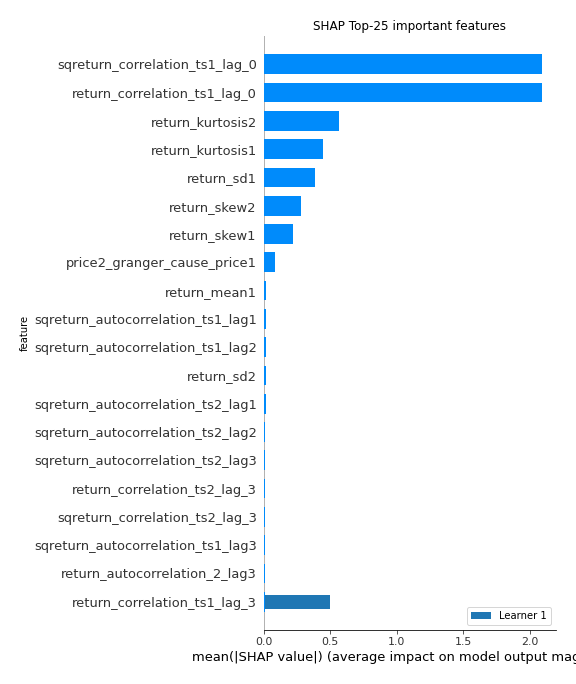 SHAP Top-25 important features
sqreturn_correlation_ts1_lag_0
return_correlation_ts1_lag_0
return_kurtosis2
return_kurtosis1
return_sd1
return_skew2
return_skew1
price2_granger_cause_price1
return_mean1
feature
sqreturn_autocorrelation_ts1_lag1
sqreturn_autocorrelation_ts1_lag2
return_sd2
sqreturn_autocorrelation_ts2_lag1
sqreturn_autocorrelation_ts2_lag2
sqreturn_autocorrelation_ts2_lag3
return_correlation_ts2_lag_3
sqreturn_correlation_ts2_lag_3
sqreturn_autocorrelation_ts1_lag3
return_autocorrelation_2_lag3
return_correlation_ts1_lag_3
Learner 1
0.0 0.5 1.0 1.5 2.0
mean(|SHAP value|) (average impact on model output mag